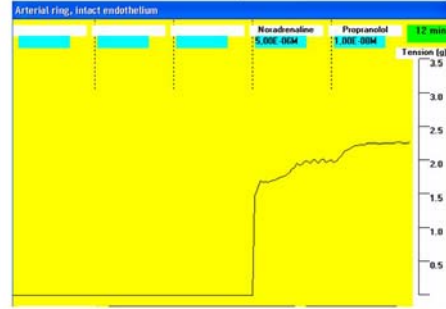 Arterial ring, intact endothelium
Noradrenaline Propranolol 12 min
5,00E-06M 1,00E-08M
Tension (g)
3.5
3.0
2.5
2.0
1.5
1.0
0.5